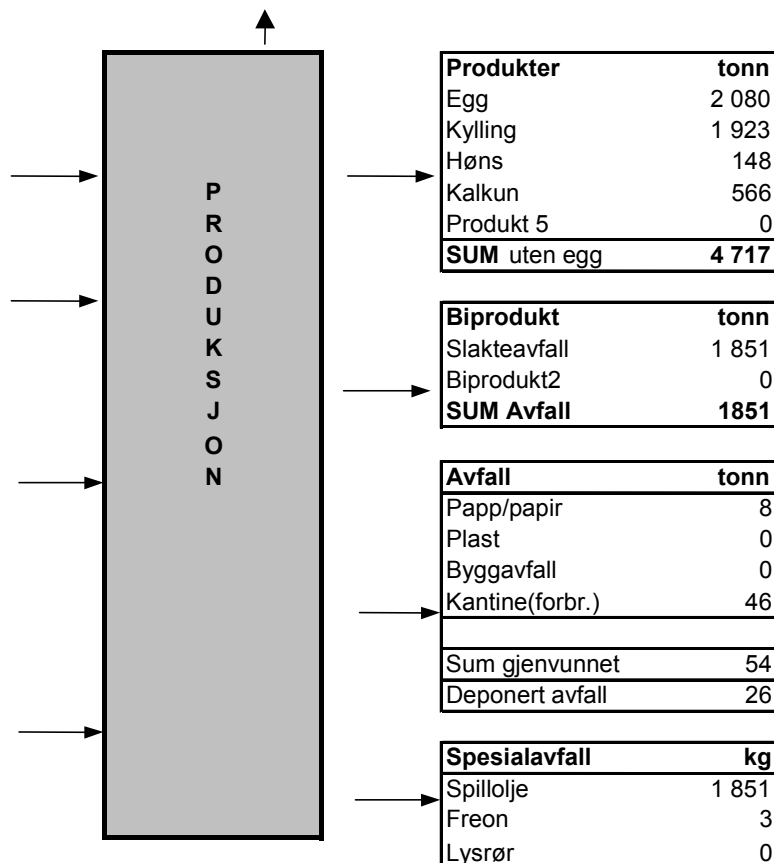 P
R
O
D
U
K
S
J
O
N
Produkter tonn
Egg 2 080
Kylling 1 923
Høns 148
Kalkun 566
Produkt 5 0
SUM uten egg 4 717
Biprodukt tonn
Slakteavfall 1 851
Biprodukt2 0
SUM Avfall 1851
Avfall tonn
Papp/papir 8
Plast 0
Byggavfall 0
Kantine(forbr.) 46
Sum gjenvunnet 54
Deponert avfall 26
Spesialavfall kg
Spillolje 1 851
Freon 3
Lysrør 0